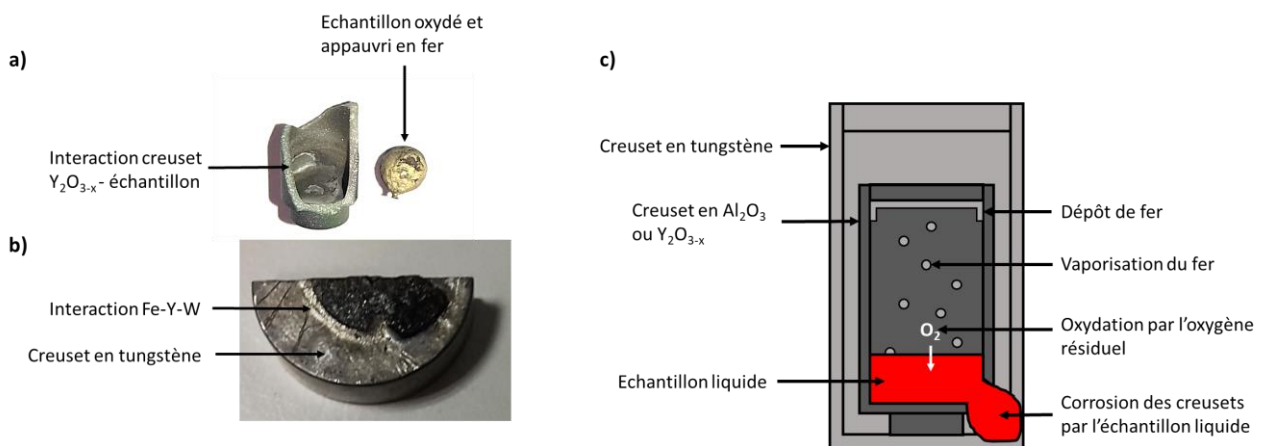 a)
Echantillon oxydé et
appauvri en fer
Interaction creuset
Y₂O₃₋ₓ - échantillon
b)
Interaction Fe-Y-W
Creuset en tungstène
c)
Creuset en tungstène
Creuset en Al₂O₃
ou Y₂O₃₋ₓ
Echantillon liquide
O₂
Dépôt de fer
Vaporisation du fer
Oxydation par l’oxygène
résiduel
Corrosion des creusets
par l’échantillon liquide